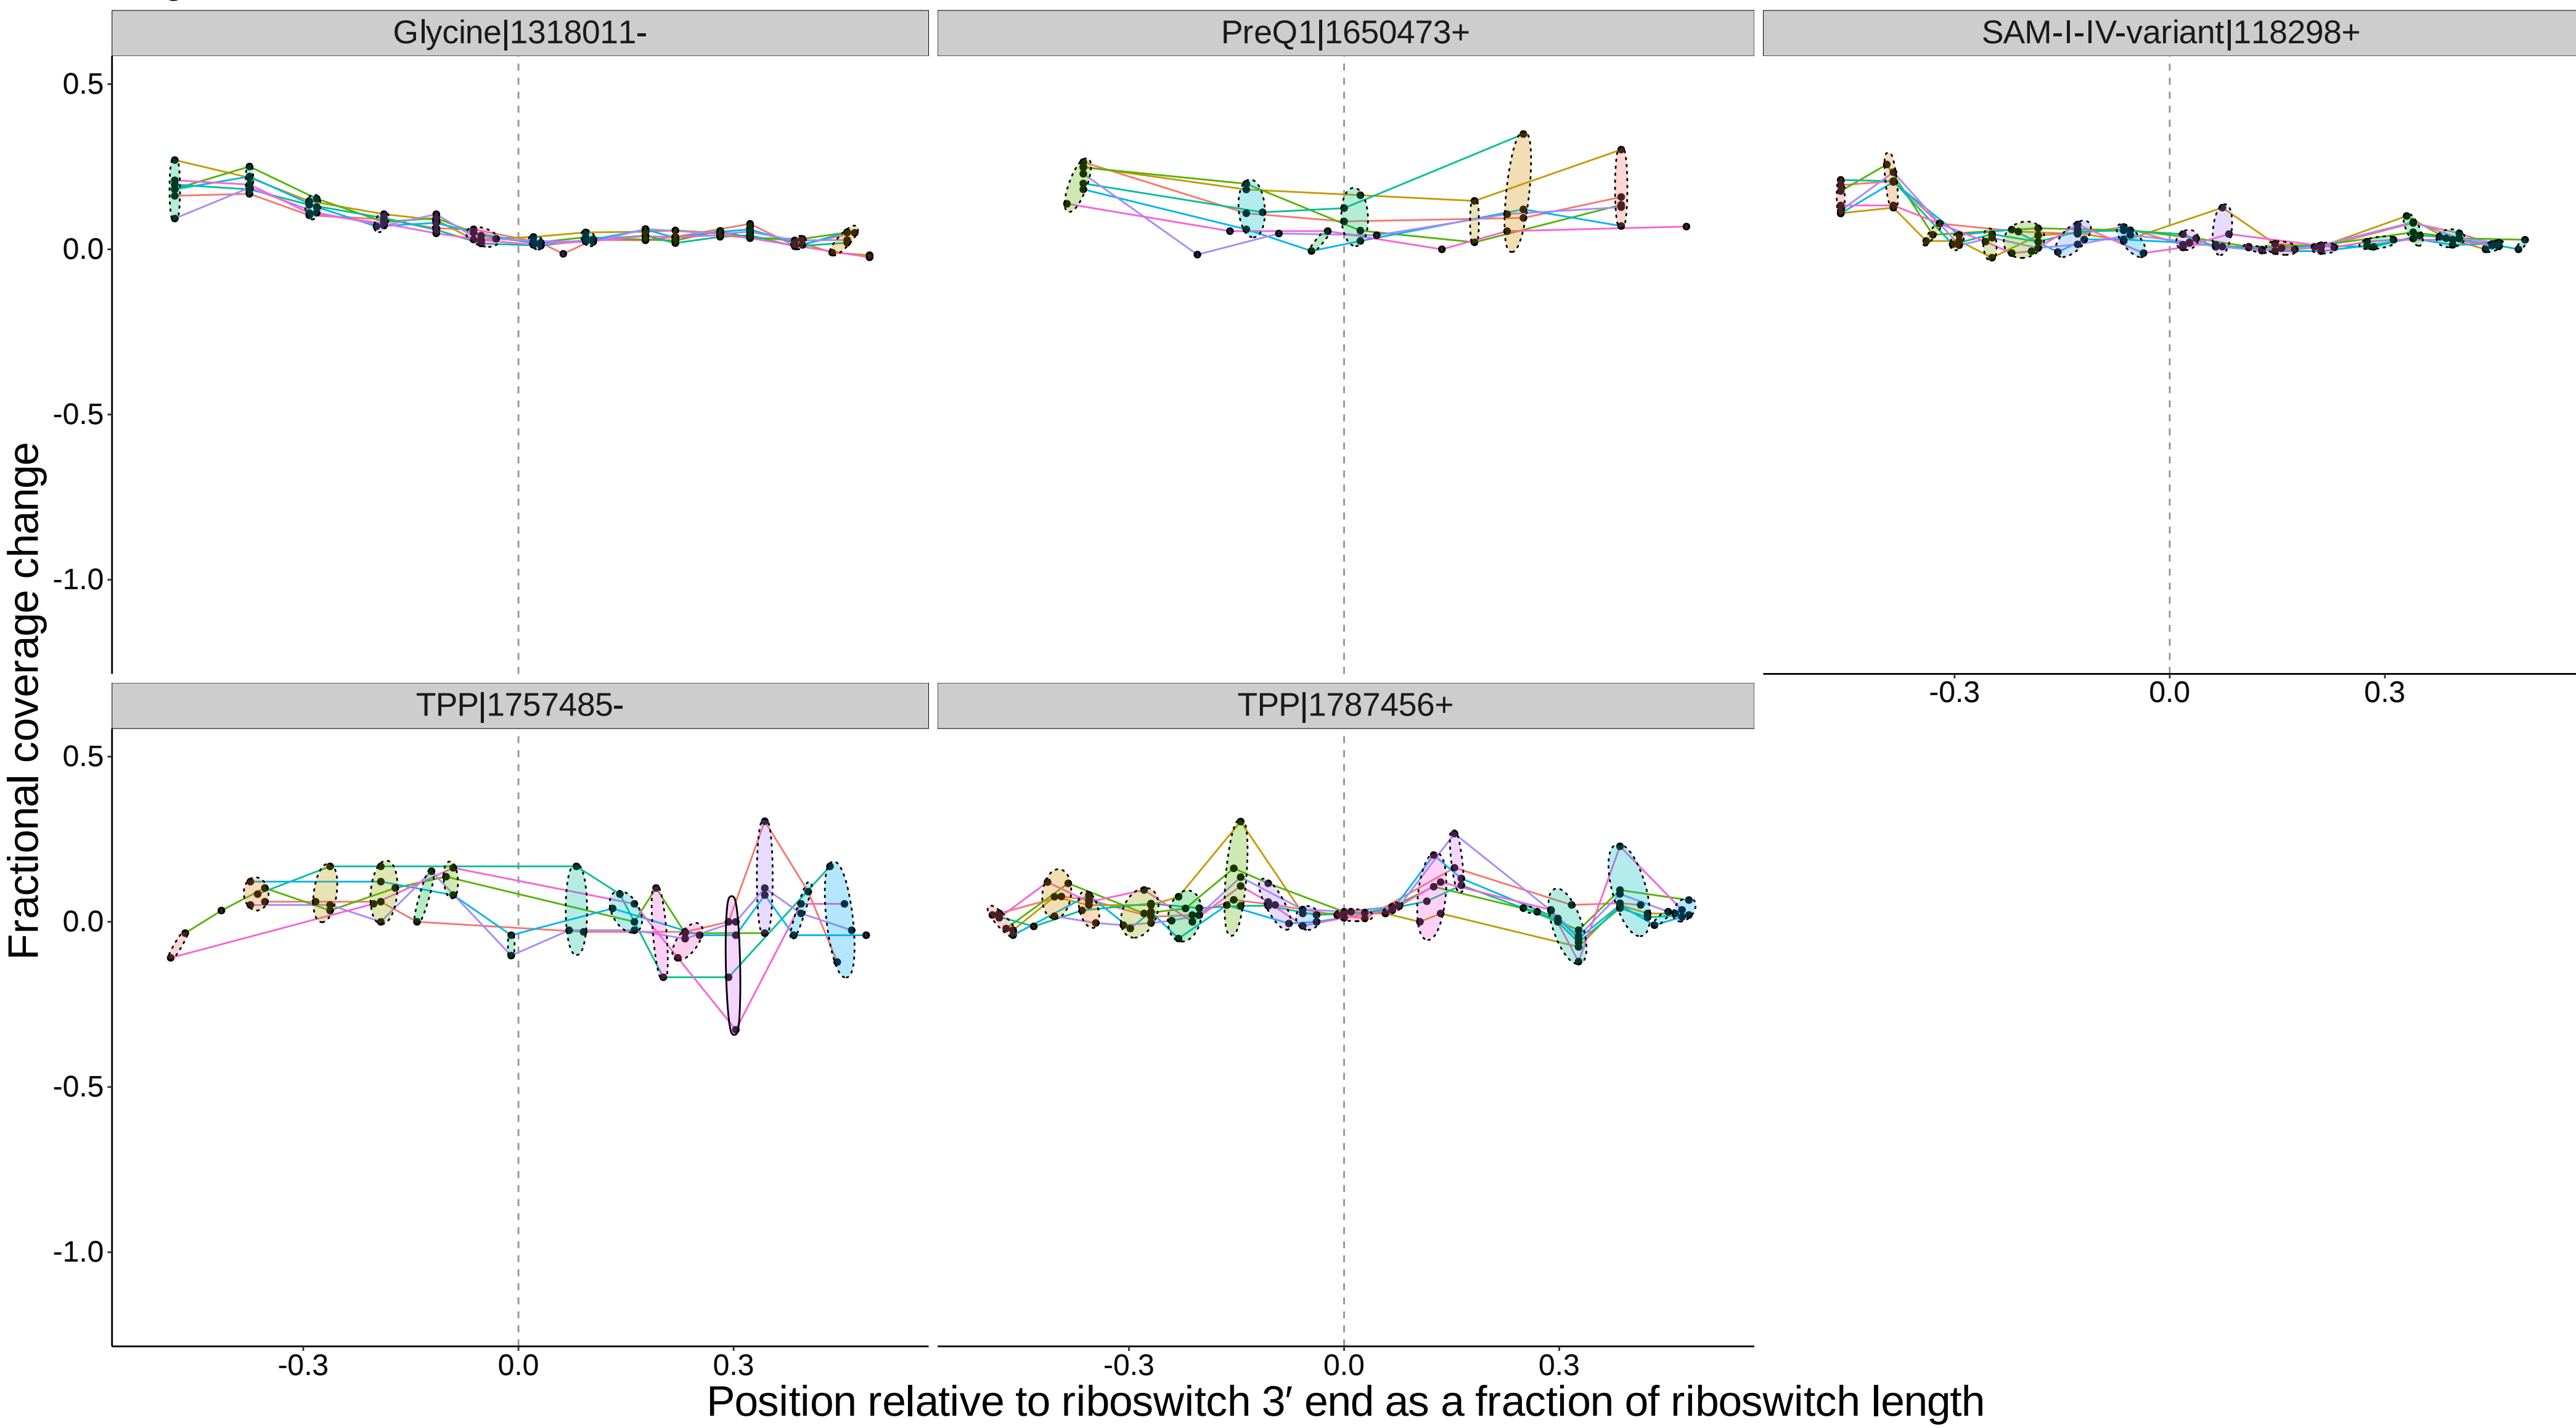 Glycine|1318011-
PreQ1|1650473+
SAM-I-IV-variant|118298+
0.5
0.0
-0.5
-1.0
-0.3
0.0
0.3
TPP|1757485-
TPP|1787456+
0.5
0.0
-0.5
-1.0
-0.3
0.0
0.3
-0.3
0.0
0.3
Fractional coverage change
Position relative to riboswitch 3′ end as a fraction of riboswitch length